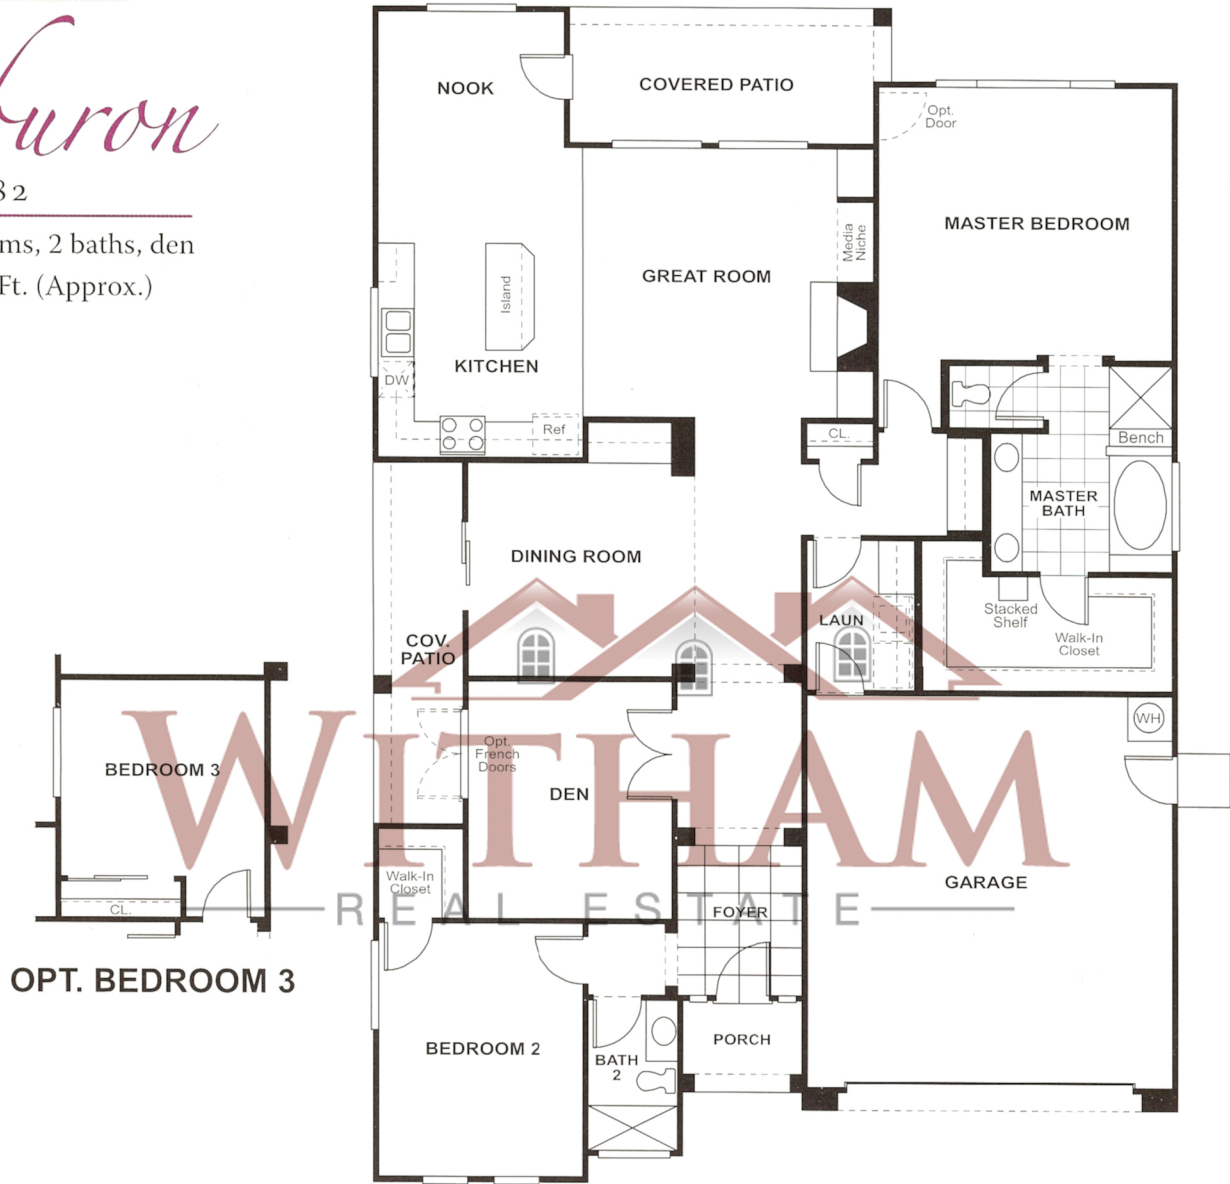 uron
82
ms, 2 baths, den
Ft. (Approx.)
NOOK
COVERED PATIO
Opt.
Door
MASTER BEDROOM
Media
Niche
GREAT ROOM
Island
KITCHEN
DW
Ref
CL.
Bench
MASTER
BATH
DINING ROOM
Stacked
Shelf
Walk-In
Closet
LAUN
COV.
PATIO
WITHAM
REAL ESTATE
WH
Opt.
French
Doors
DEN
BEDROOM 3
CL.
OPT. BEDROOM 3
Walk-In
Closet
GARAGE
FOYER
BEDROOM 2
BATH
2
PORCH